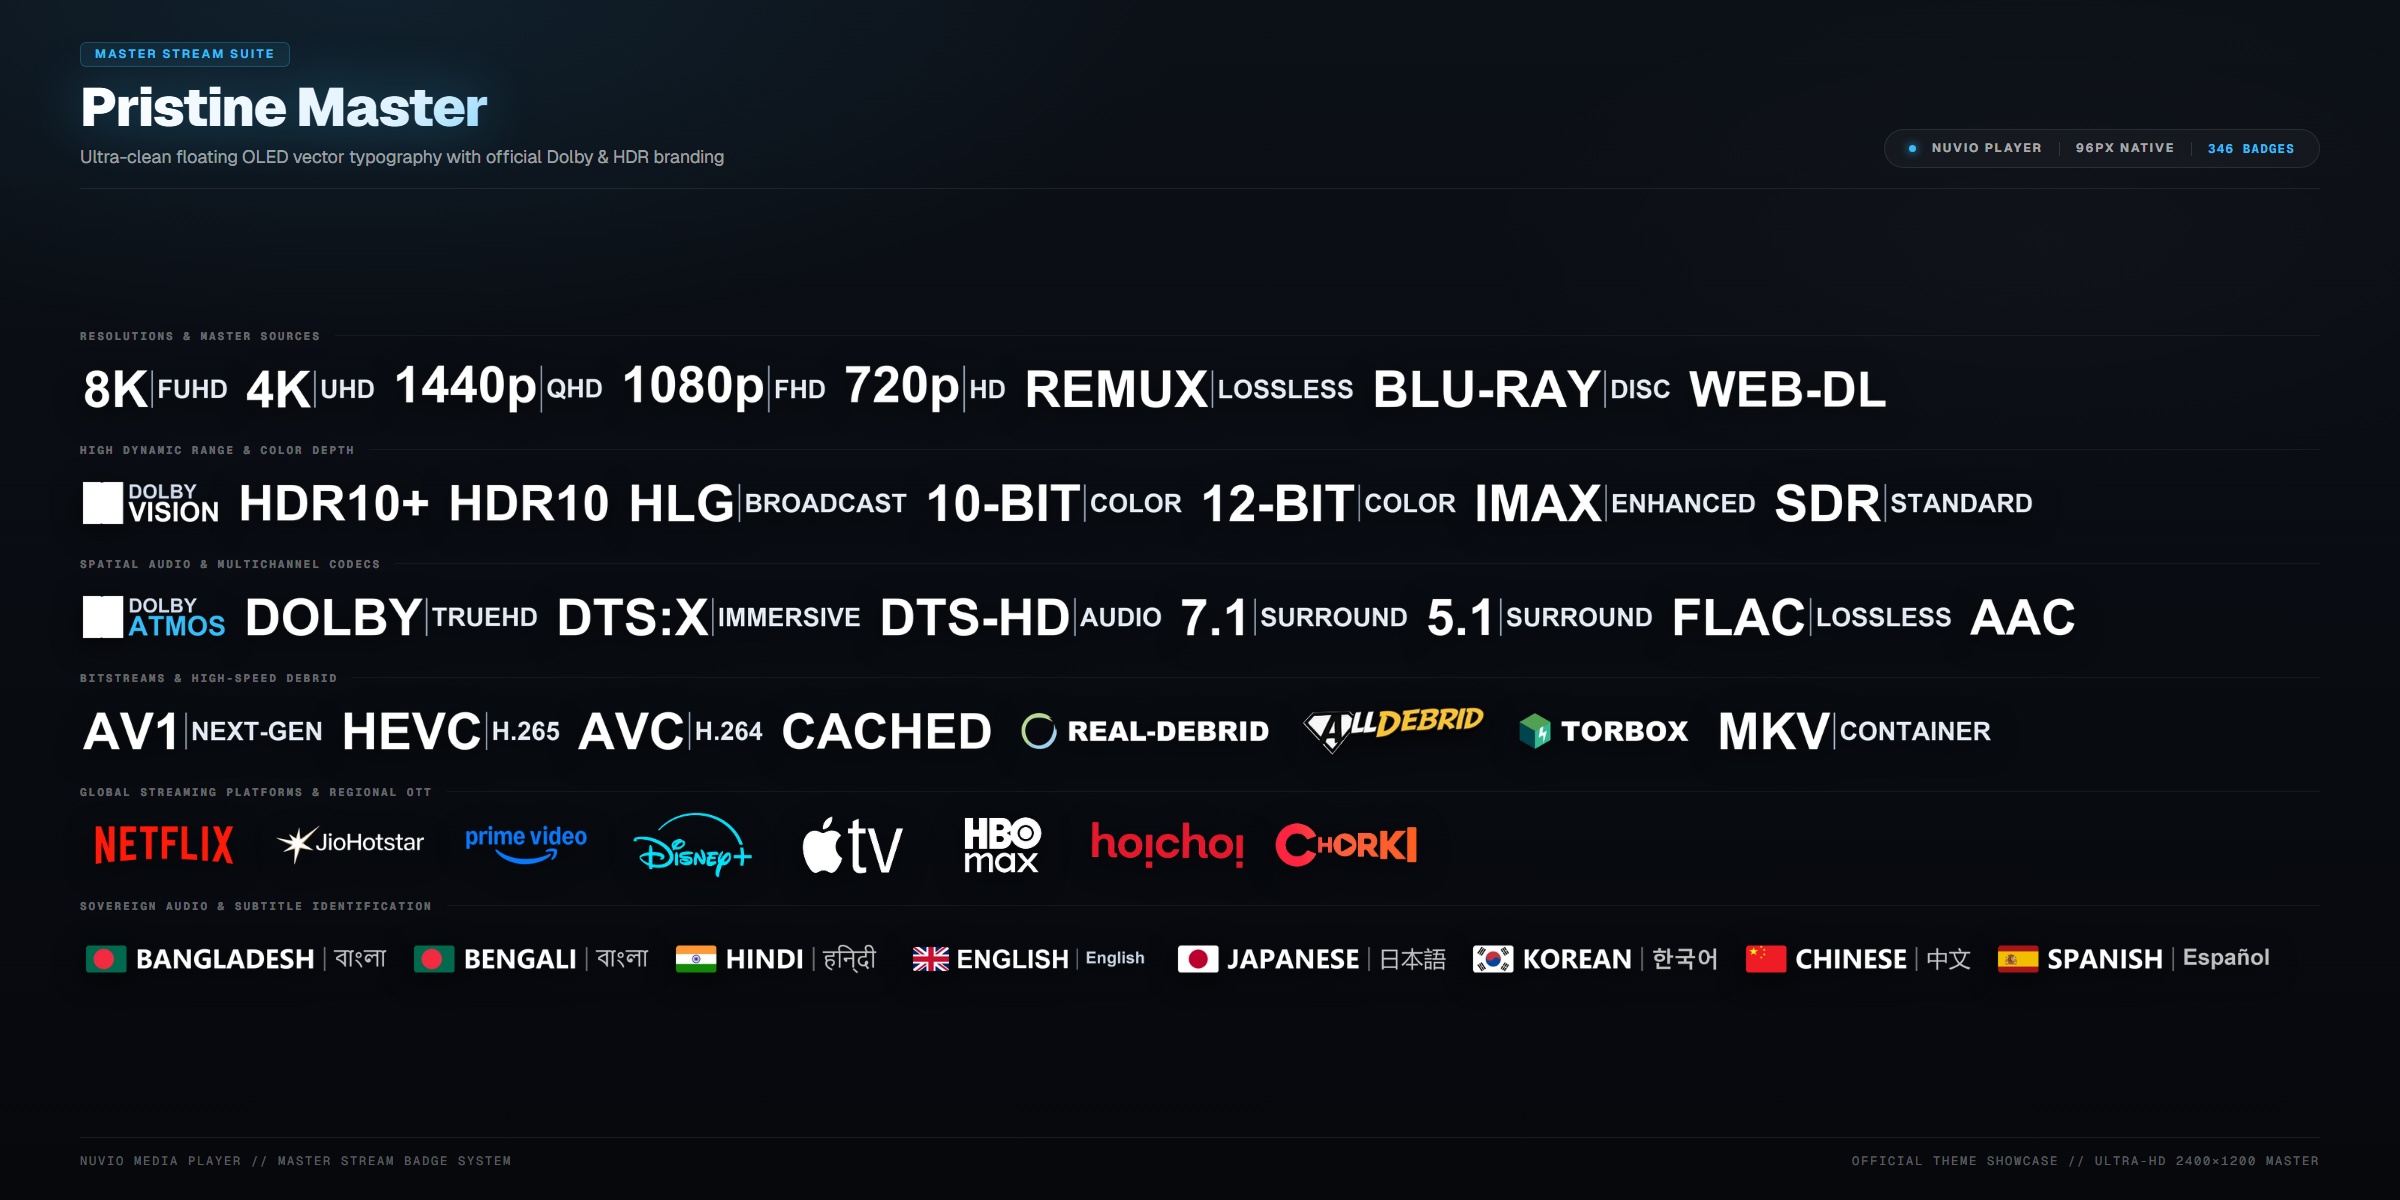 MASTER STREAM SUITE
Pristine Master
Ultra-clean floating OLED vector typography with official Dolby & HDR branding
NUVIO PLAYER | 96PX NATIVE | 346 BADGES
RESOLUTIONS & MASTER SOURCES
8K|FUHD 4K|UHD 1440p|QHD 1080p|FHD 720p|HD REMUX|LOSSLESS BLU-RAY|DISC WEB-DL
HIGH DYNAMIC RANGE & COLOR DEPTH
DOLBY VISION HDR10+ HDR10 HLG|BROADCAST 10-BIT|COLOR 12-BIT|COLOR IMAX|ENHANCED SDR|STANDARD
SPATIAL AUDIO & MULTICHANNEL CODECS
DOLBY ATMOS DOLBY|TRUEHD DTS:X|IMMERSIVE DTS-HD|AUDIO 7.1|SURROUND 5.1|SURROUND FLAC|LOSSLESS AAC
BITSTREAMS & HIGH-SPEED DEBRID
AV1|NEXT-GEN HEVC|H.265 AVC|H.264 CACHED REAL-DEBRID ALLDEBRID TORBOX MKV|CONTAINER
GLOBAL STREAMING PLATFORMS & REGIONAL OTT
NETFLIX JioHotstar prime video Disney+ tv HBO max hoichoi CHORKI
SOVEREIGN AUDIO & SUBTITLE IDENTIFICATION
BANGLADESH | বাংলা BENGALI | বাংলা HINDI | हिन्दी ENGLISH | English JAPANESE | 日本語 KOREAN | 한국어 CHINESE | 中文 SPANISH | Español
NUVIO MEDIA PLAYER // MASTER STREAM BADGE SYSTEM
OFFICIAL THEME SHOWCASE // ULTRA-HD 2400×1200 MASTER